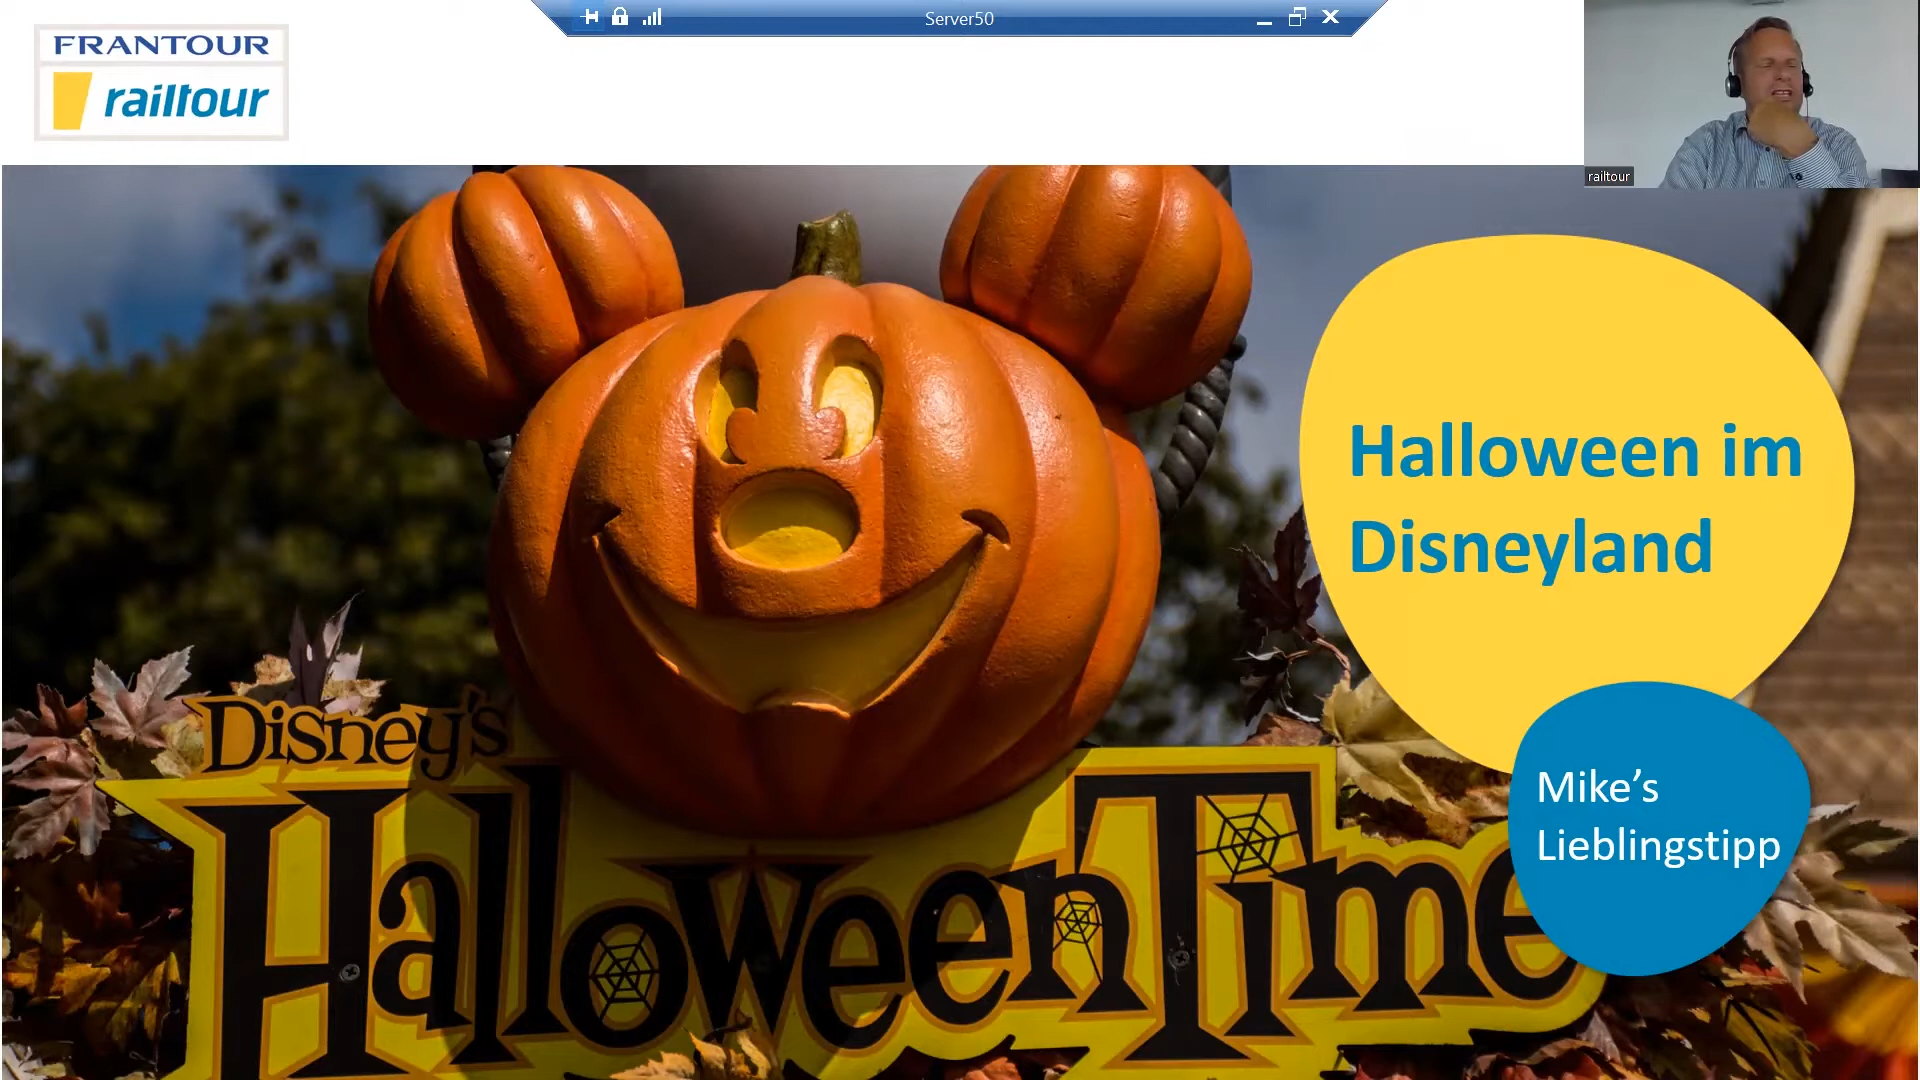 Server50
FRANTOUR
railtour
railtour
Halloween im
Disneyland
Mike’s
Lieblingstipp
Disney's
HalloweenTime